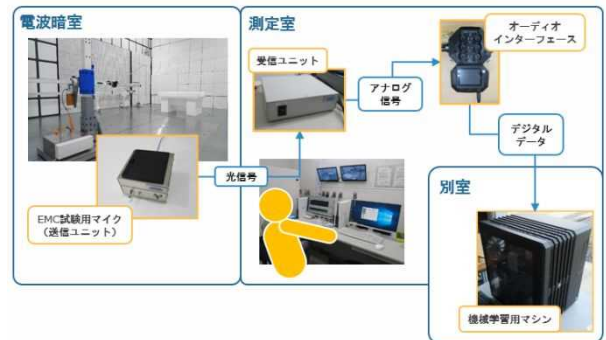 電波暗室
測定室
受信ユニット
オーディオ
インターフェース
アナログ
信号
デジタル
データ
光信号
別室
EMC試験用マイク
（送信ユニット）
機械学習用マシン